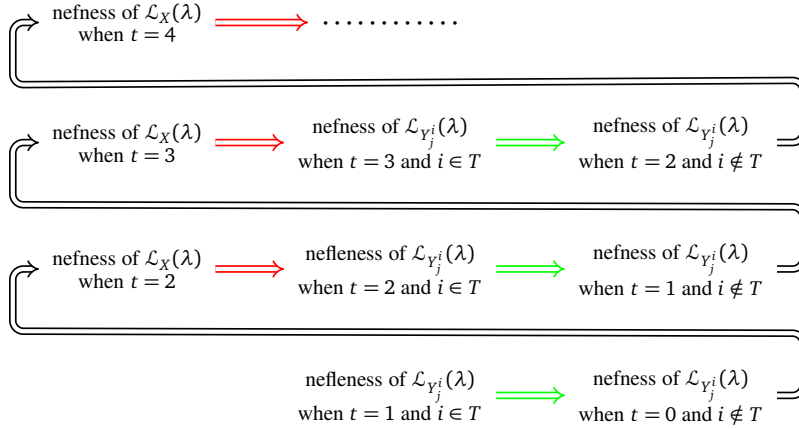 nefness of ℒ_X(λ)
when t = 4
⋯⋯⋯⋯
nefness of ℒ_X(λ)
when t = 3
nefness of ℒ_{Y_j^i}(λ)
when t = 3 and i ∈ T
nefness of ℒ_{Y_j^i}(λ)
when t = 2 and i ∉ T
nefness of ℒ_X(λ)
when t = 2
nefleness of ℒ_{Y_j^i}(λ)
when t = 2 and i ∈ T
nefness of ℒ_{Y_j^i}(λ)
when t = 1 and i ∉ T
nefleness of ℒ_{Y_j^i}(λ)
when t = 1 and i ∈ T
nefness of ℒ_{Y_j^i}(λ)
when t = 0 and i ∉ T